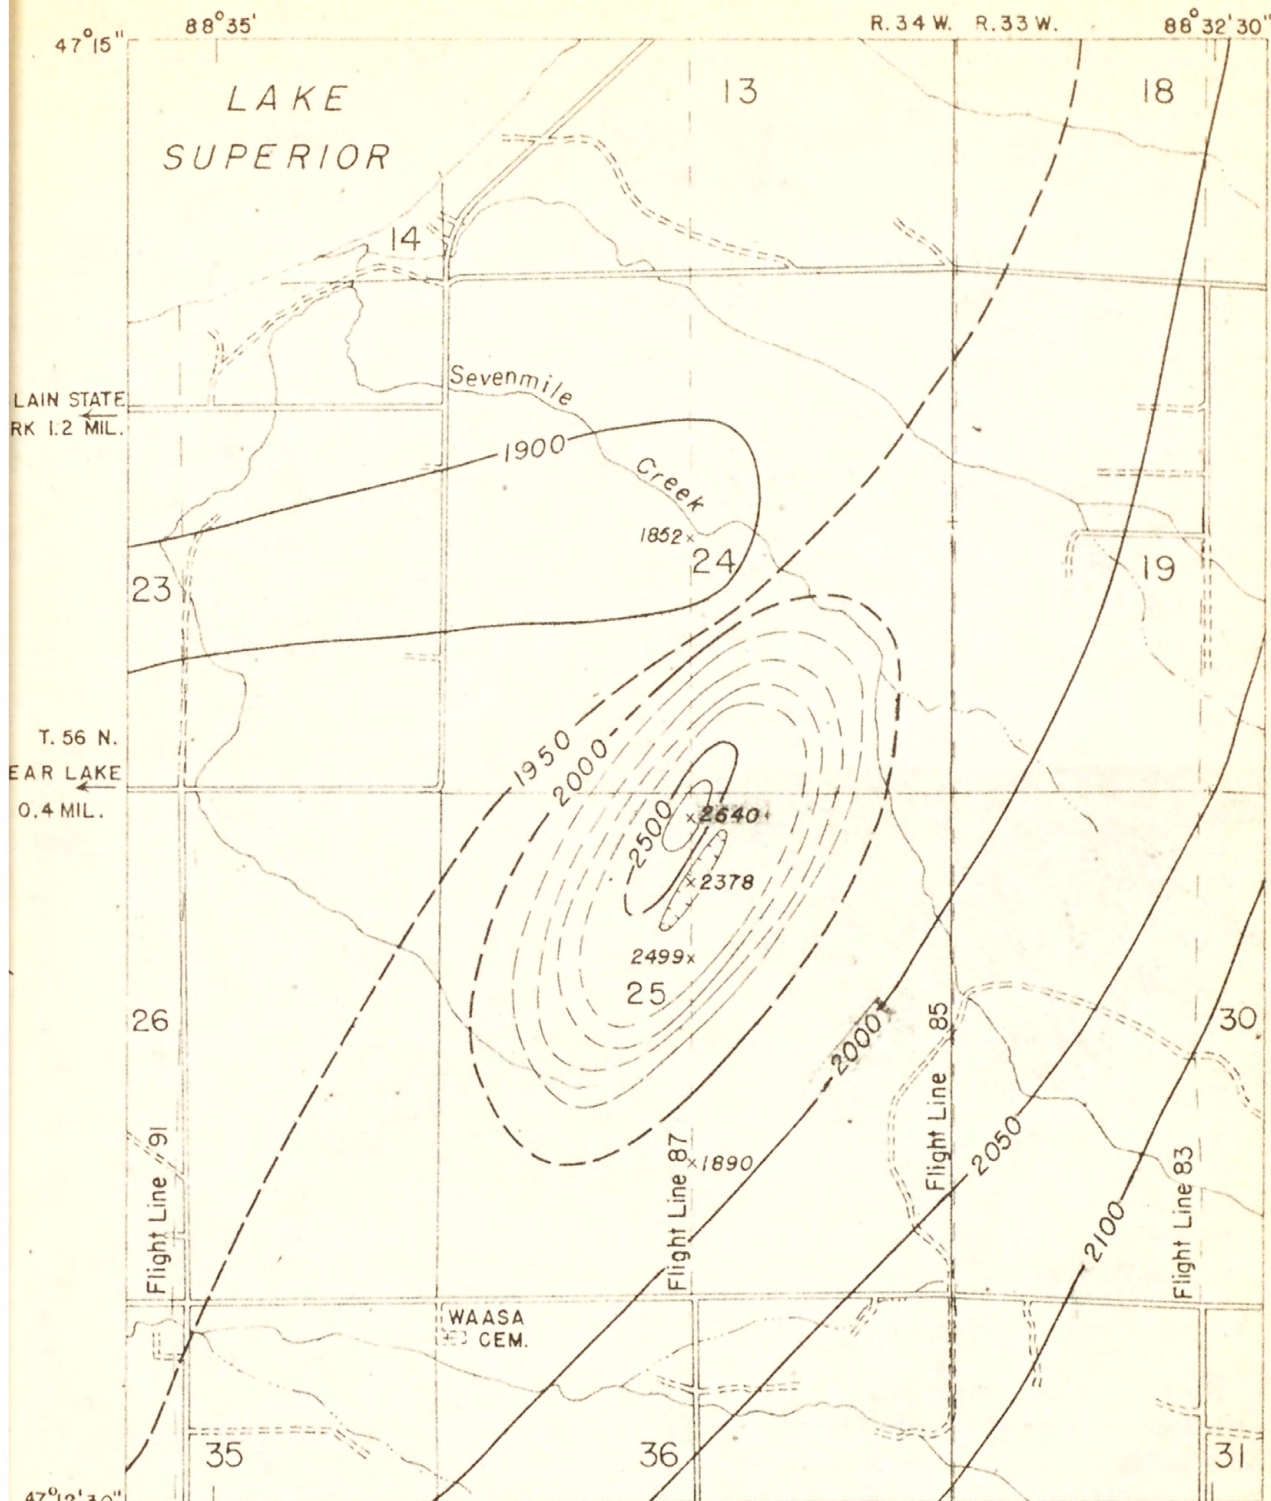 88°35'
R. 34 W. R. 33 W.
88°32'30"
47°15"
LAKE
SUPERIOR
13
18
14
Sevenmile
Creek
LAIN STATE
RK 1.2 MIL.
1900
1852×
24
23
19
T. 56 N.
EAR LAKE
0.4 MIL.
1950
2000
2500
×2640
×2378
2499×
25
26
30
2000
Flight Line 85
Flight Line 91
Flight Line 87
×1890
2050
2100
Flight Line 83
WAASA
CEM.
35
36
31
47°12'30"